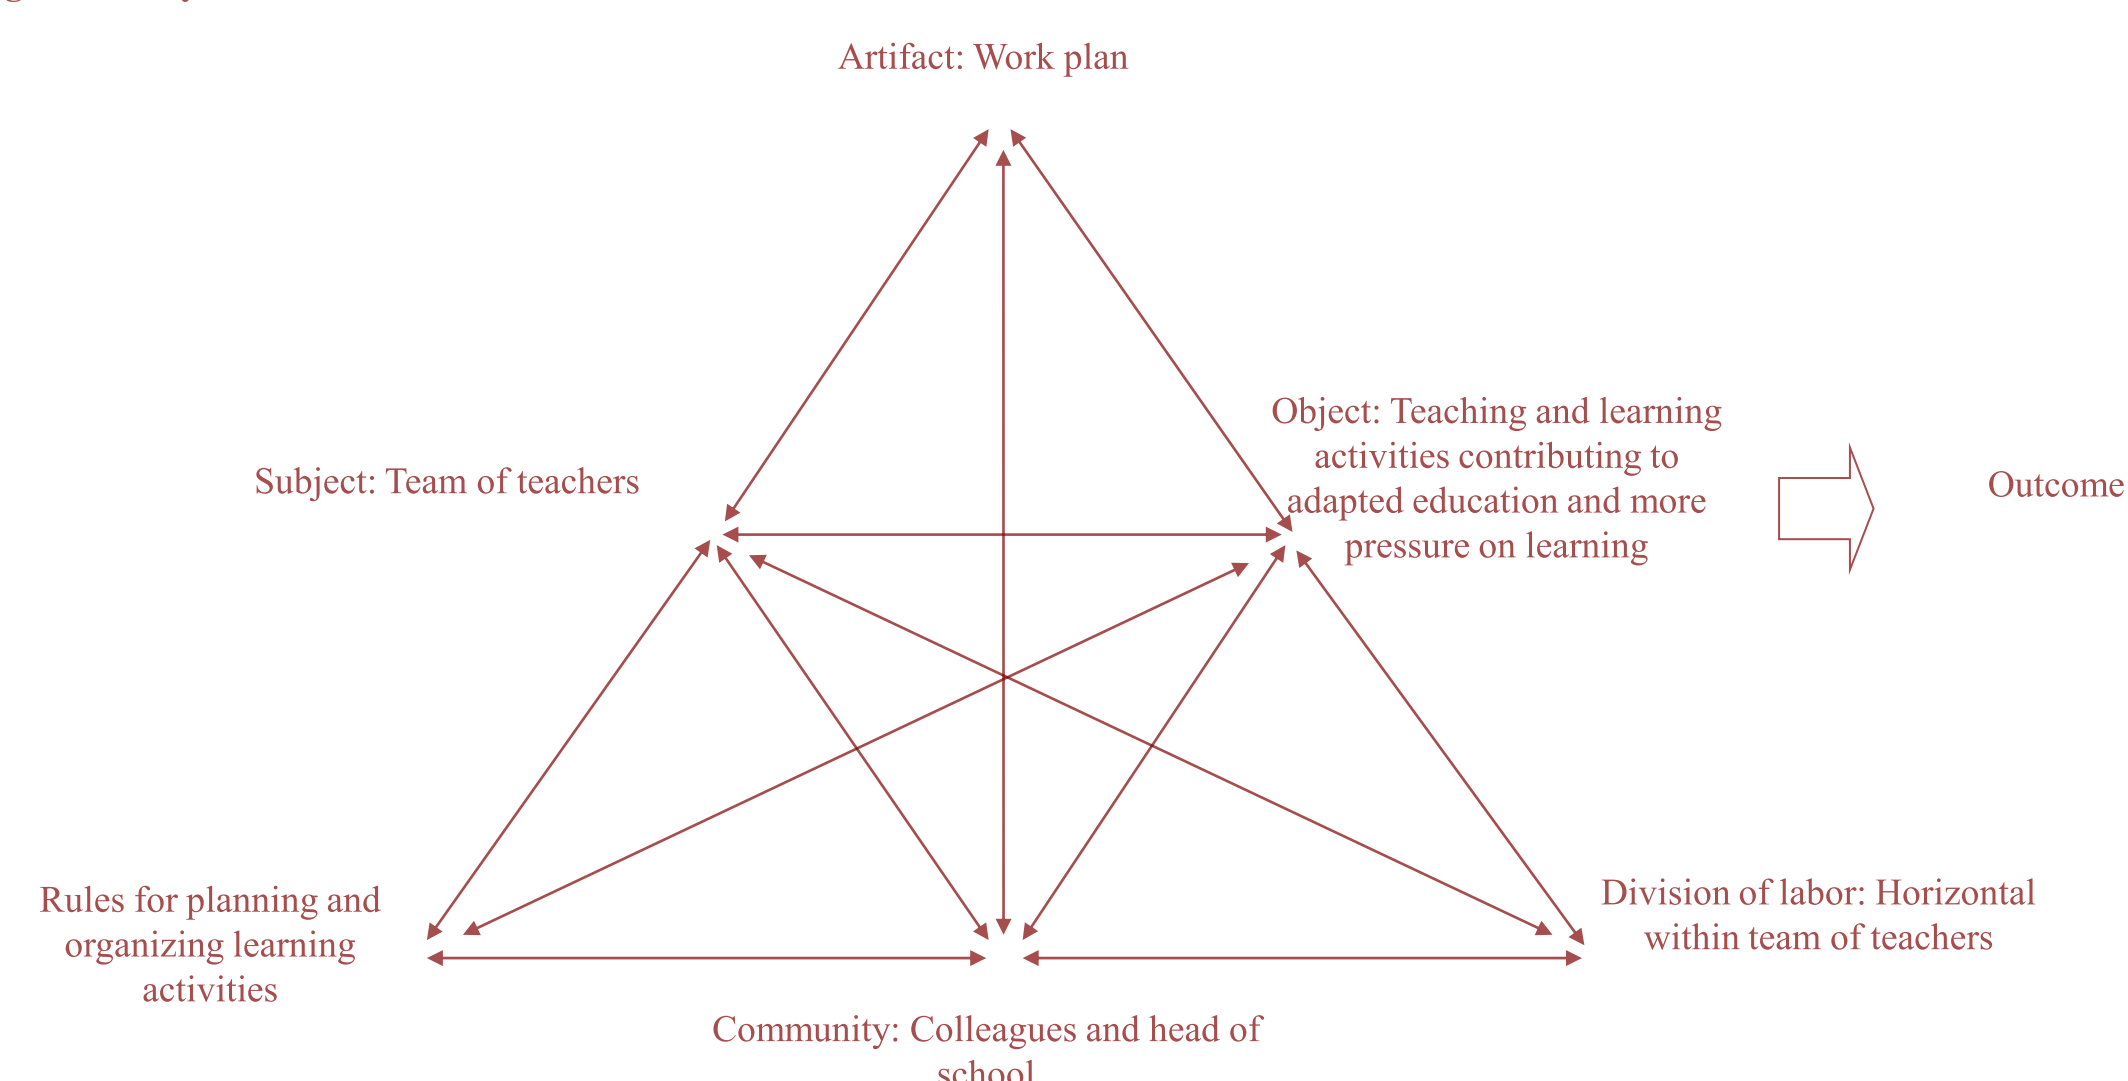 Artifact: Work plan
Object: Teaching and learning
activities contributing to
adapted education and more
pressure on learning
Subject: Team of teachers
Outcome
Rules for planning and
organizing learning
activities
Division of labor: Horizontal
within team of teachers
Community: Colleagues and head of
school